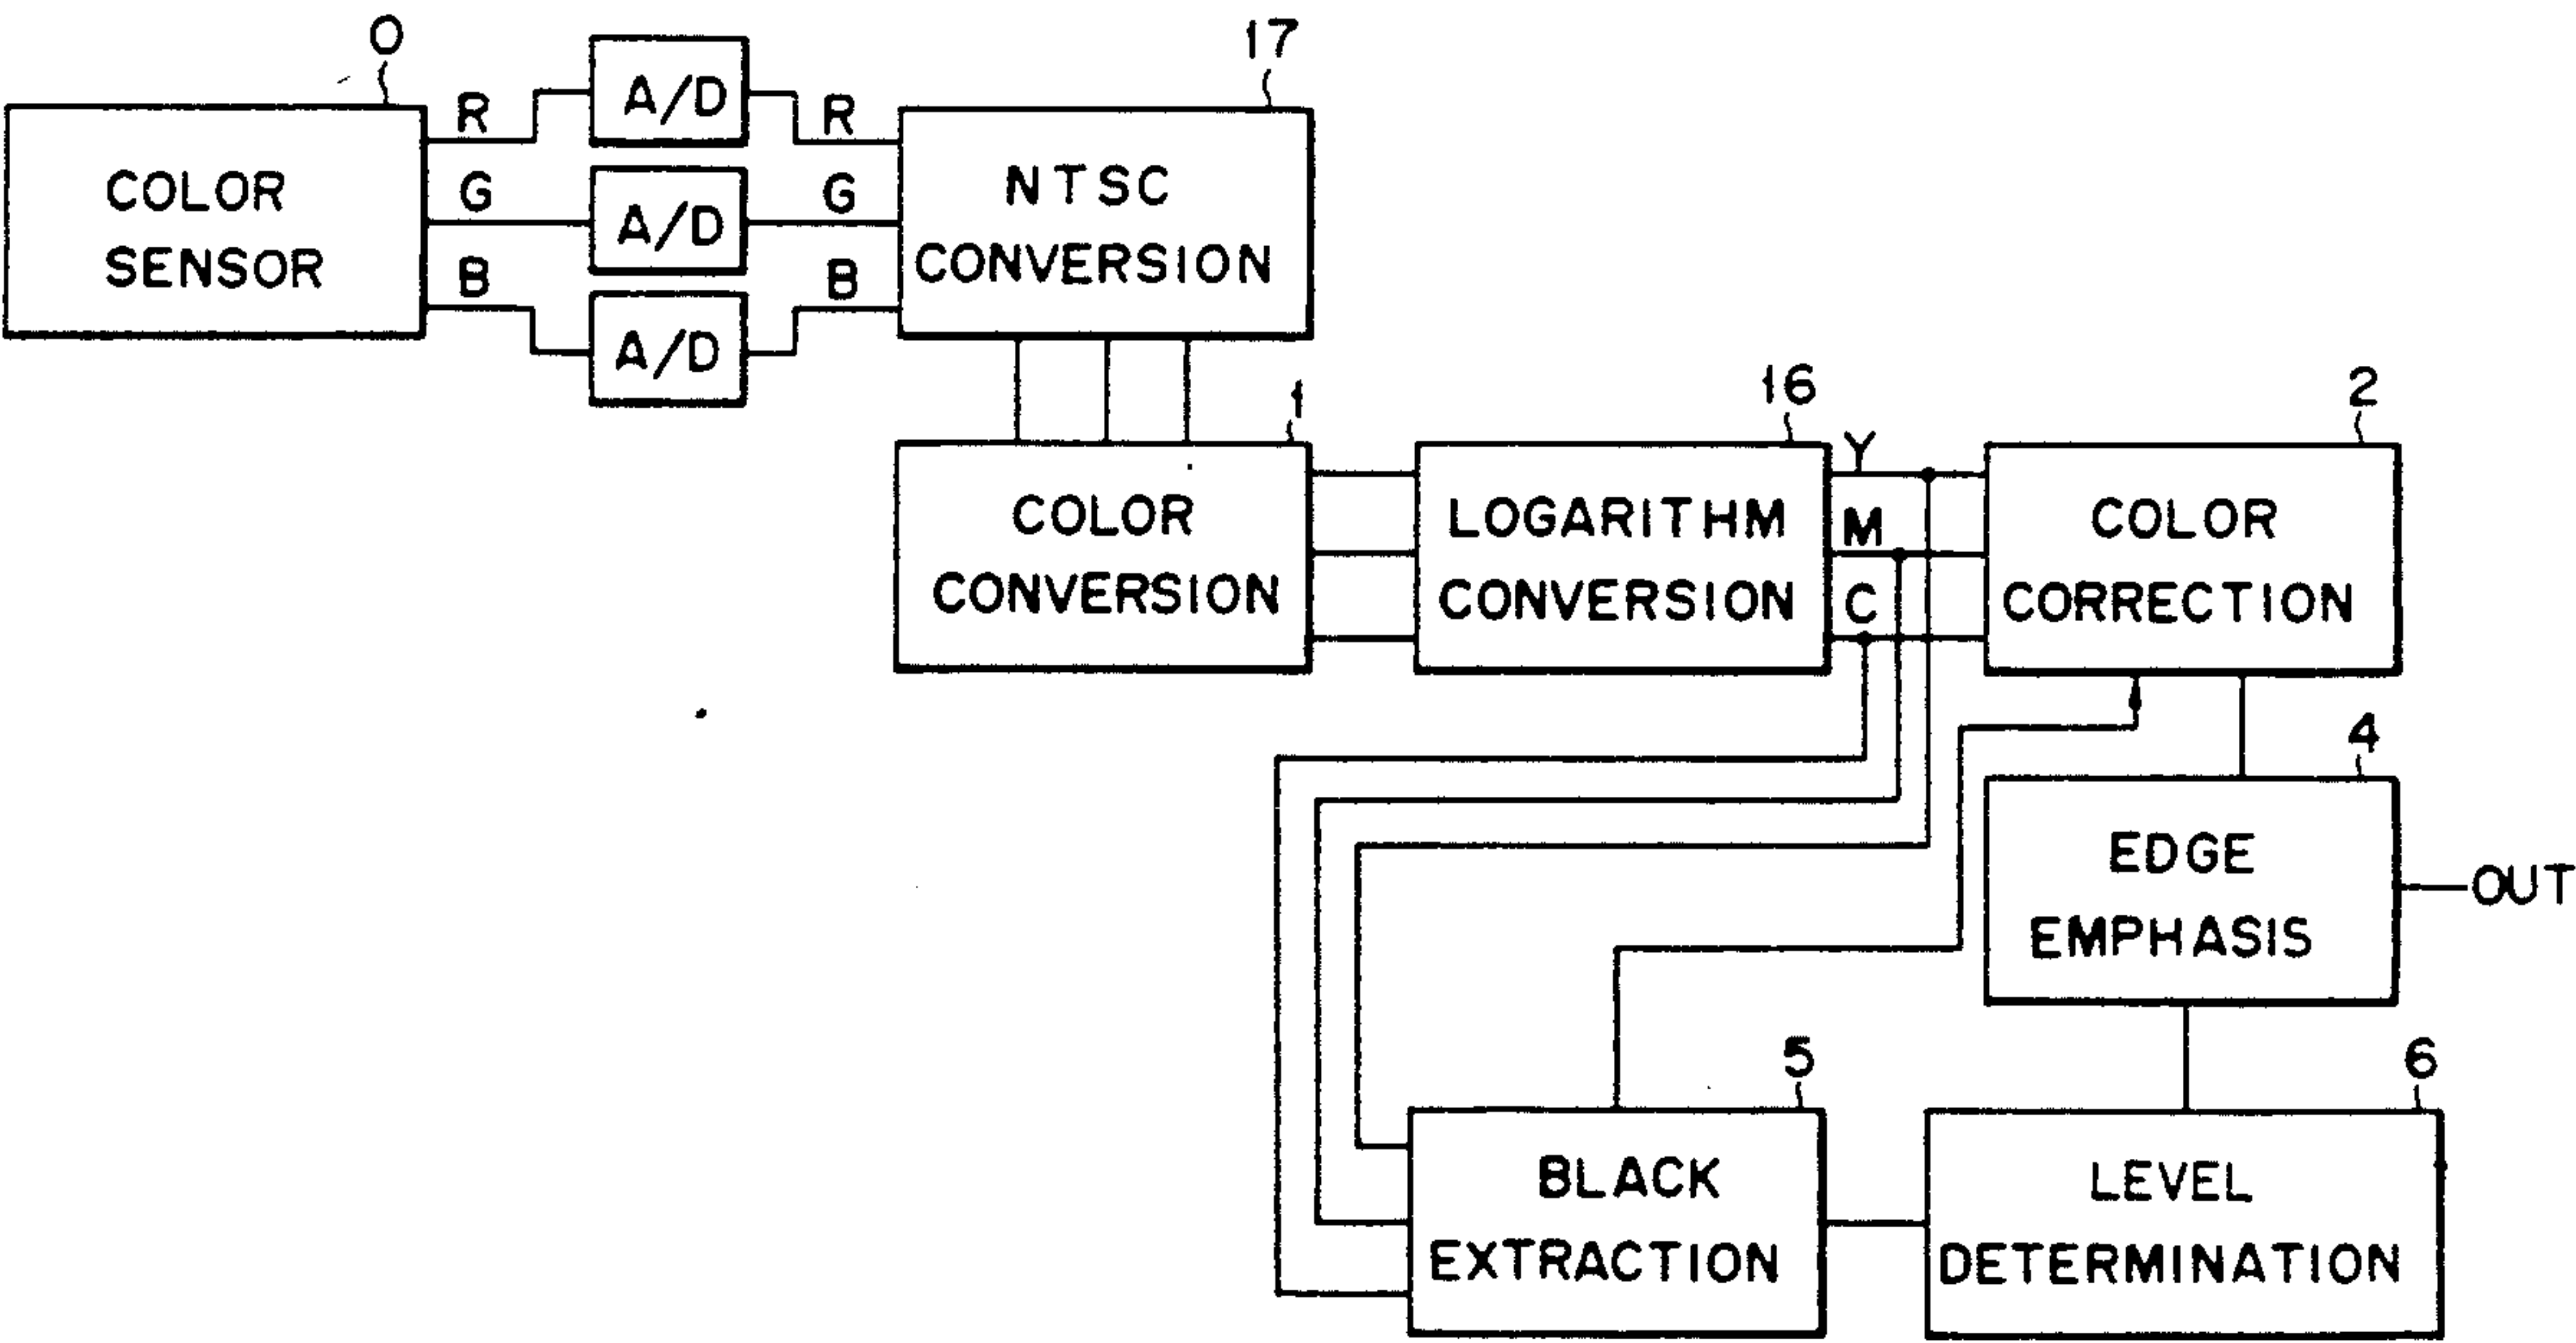 0
17
R
A/D
R
COLOR
SENSOR
G
A/D
G
NTSC
CONVERSION
B
A/D
B
1
16
2
COLOR
CONVERSION
LOGARITHM
CONVERSION
Y
M
C
COLOR
CORRECTION
4
EDGE
EMPHASIS
OUT
5
6
BLACK
EXTRACTION
LEVEL
DETERMINATION